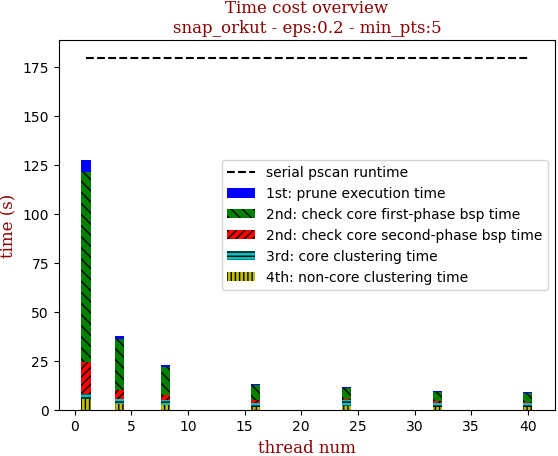 Time cost overview
snap_orkut - eps:0.2 - min_pts:5
time (s)
175
150
125
100
75
50
25
0
serial pscan runtime
1st: prune execution time
2nd: check core first-phase bsp time
2nd: check core second-phase bsp time
3rd: core clustering time
4th: non-core clustering time
0 5 10 15 20 25 30 35 40
thread num